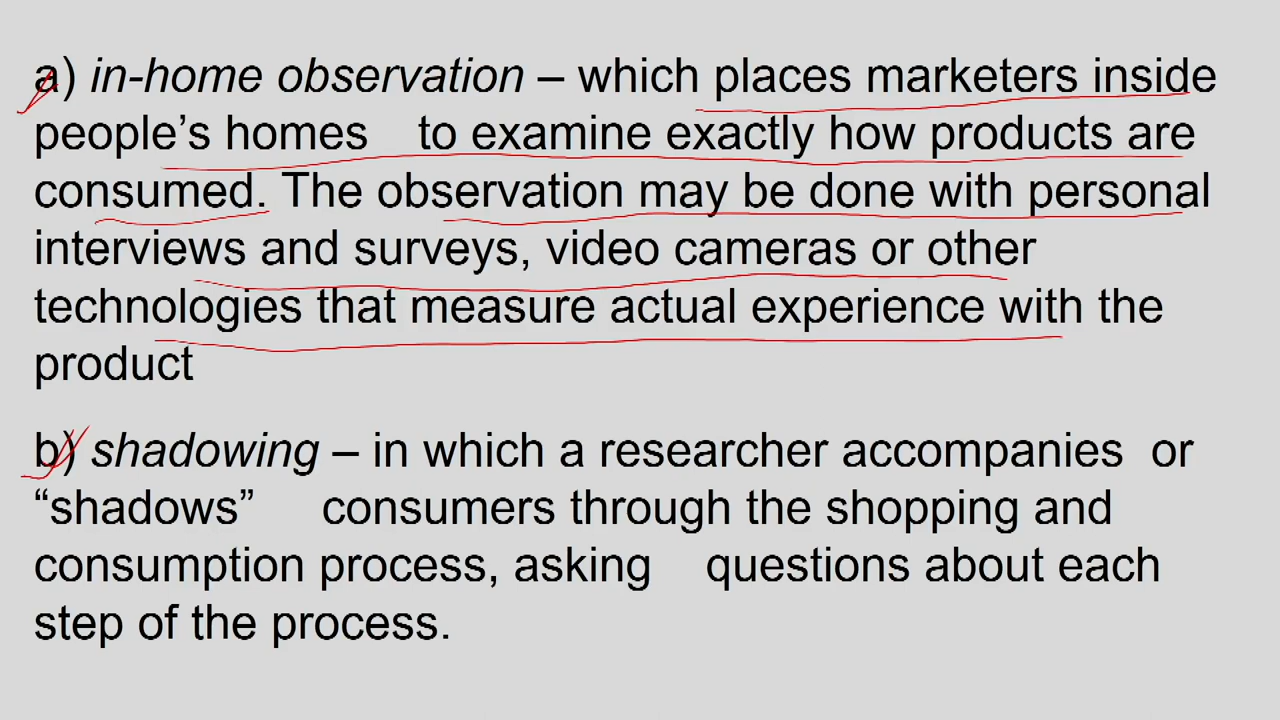 a) in-home observation – which places marketers inside
people’s homes to examine exactly how products are
consumed. The observation may be done with personal
interviews and surveys, video cameras or other
technologies that measure actual experience with the
product
b) shadowing – in which a researcher accompanies or
“shadows” consumers through the shopping and
consumption process, asking questions about each
step of the process.